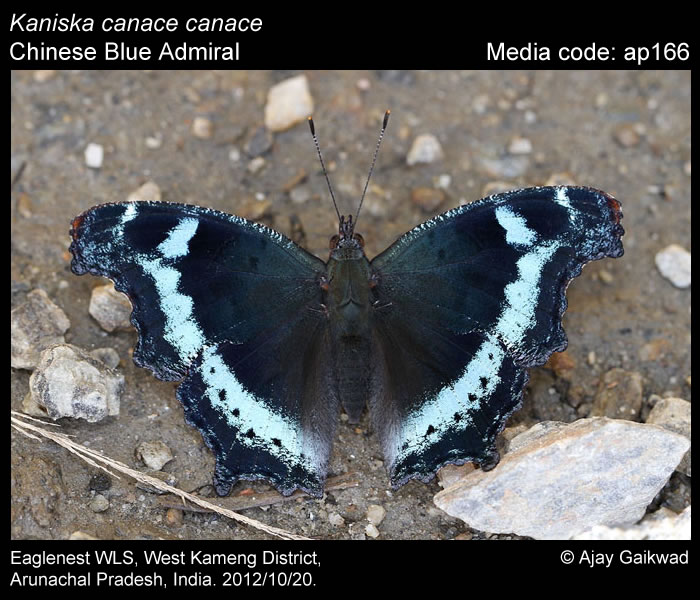 Kaniska canace canace
Chinese Blue Admiral
Media code: ap166
Eaglenest WLS, West Kameng District,
Arunachal Pradesh, India. 2012/10/20.
© Ajay Gaikwad